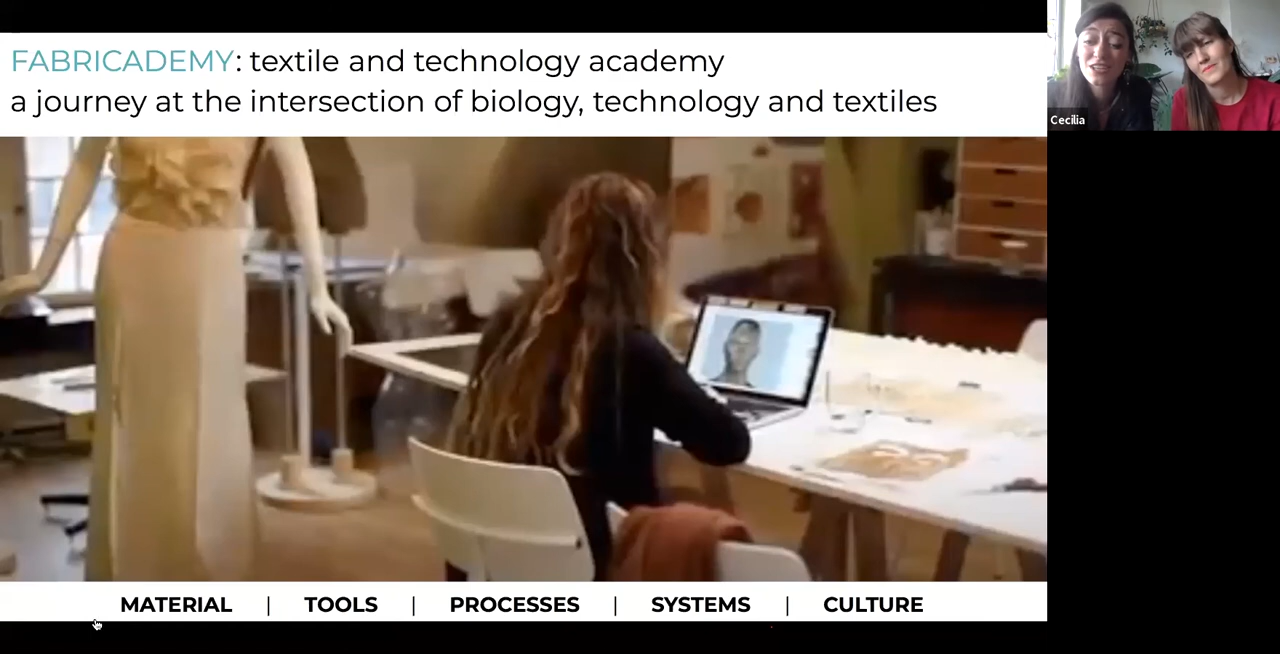 FABRICADEMY: textile and technology academy
a journey at the intersection of biology, technology and textiles
Cecilia
MATERIAL | TOOLS | PROCESSES | SYSTEMS | CULTURE